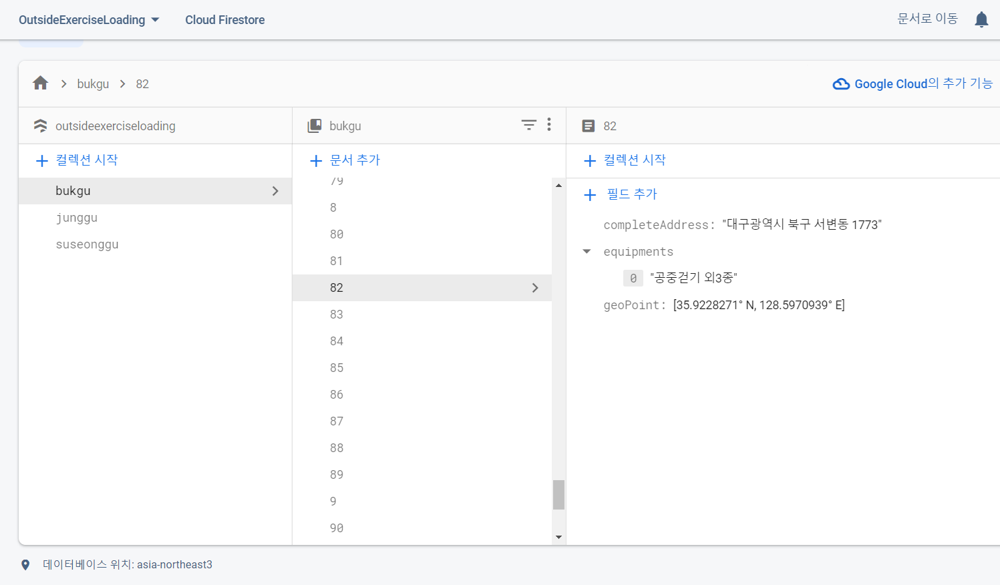 OutsideExerciseLoading Cloud Firestore 문서로 이동
bukgu 82 Google Cloud의 추가 기능
outsideexerciseloading
컬렉션 시작
bukgu
junggu
suseonggu
bukgu
문서 추가
79
8
80
81
82
83
84
85
86
87
88
89
9
90
82
컬렉션 시작
필드 추가
completeAddress: "대구광역시 북구 서변동 1773"
equipments
0 "공중걷기 외3종"
geoPoint: [35.9228271° N, 128.5970939° E]
데이터베이스 위치: asia-northeast3